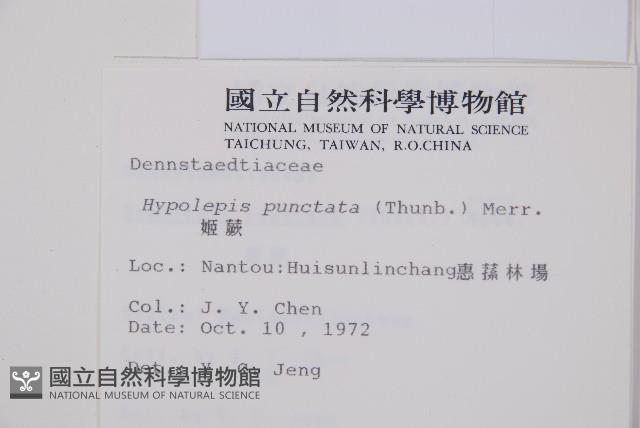 國立自然科學博物館
NATIONAL MUSEUM OF NATURAL SCIENCE
TAICHUNG, TAIWAN, R.O.CHINA
Dennstaedtiaceae
Hypolepis punctata (Thunb.) Merr.
姬蕨
Loc.: Nantou:Huisunlinchang惠蓀林場
Col.: J. Y. Chen
Date: Oct. 10 , 1972
Det. Y. C. Jeng
國立自然科學博物館
NATIONAL MUSEUM OF NATURAL SCIENCE